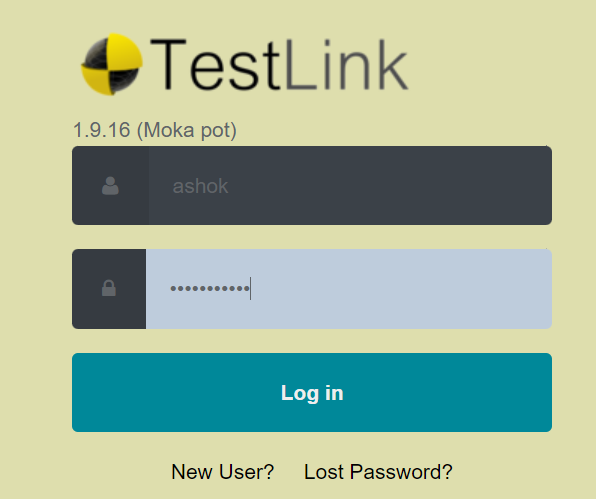 TestLink
1.9.16 (Moka pot)
ashok
•••••••••••
Log in
New User? Lost Password?